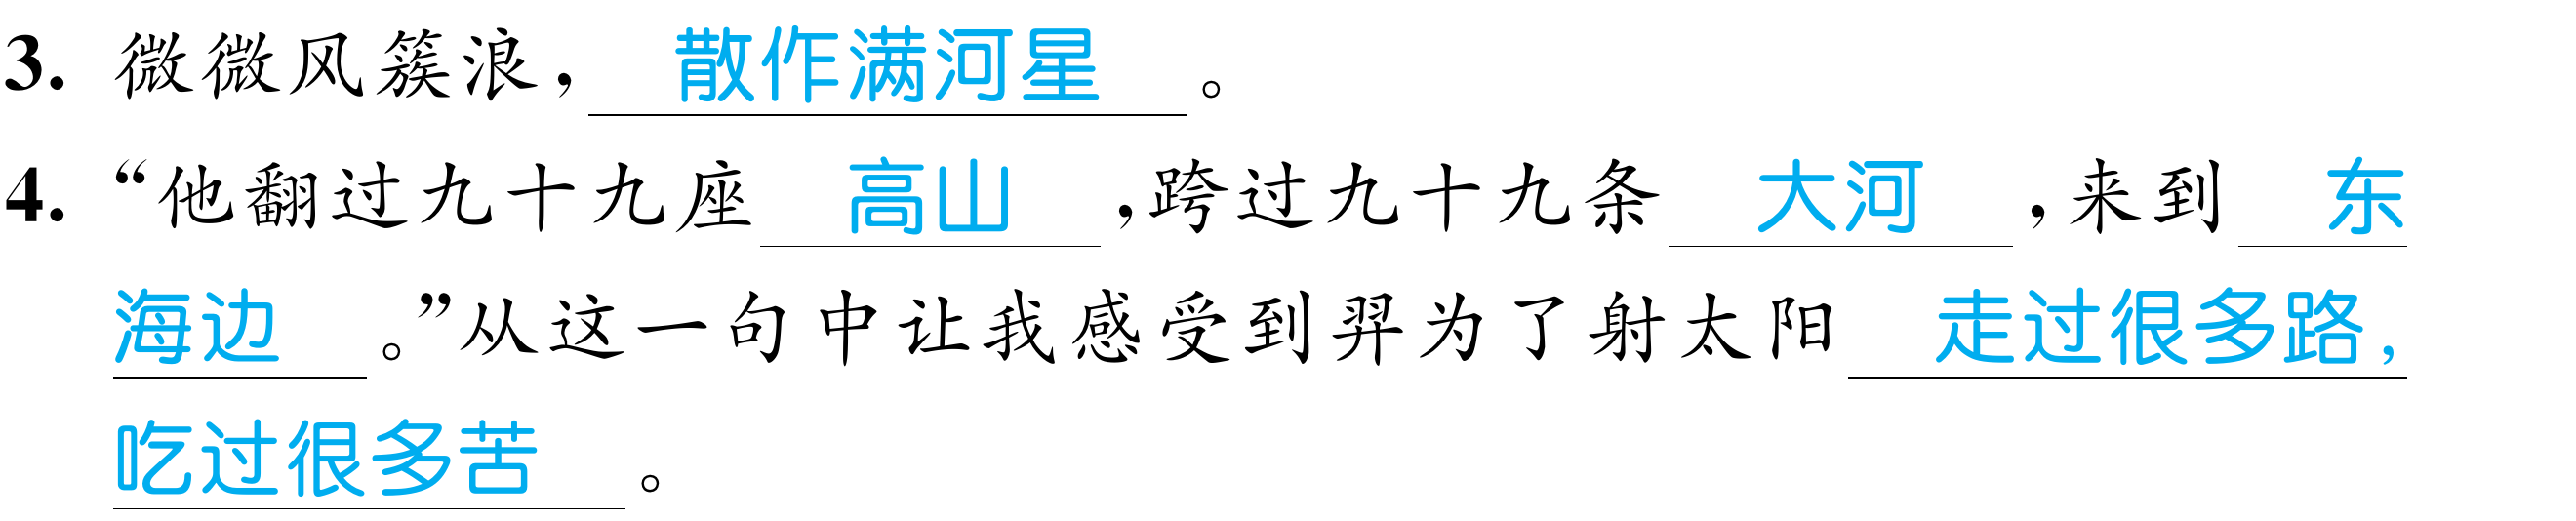 3. 微微风簇浪，散作满河星。
4. “他翻过九十九座高山，跨过九十九条大河，来到东
海边。”从这一句中让我感受到羿为了射太阳走过很多路，
吃过很多苦。